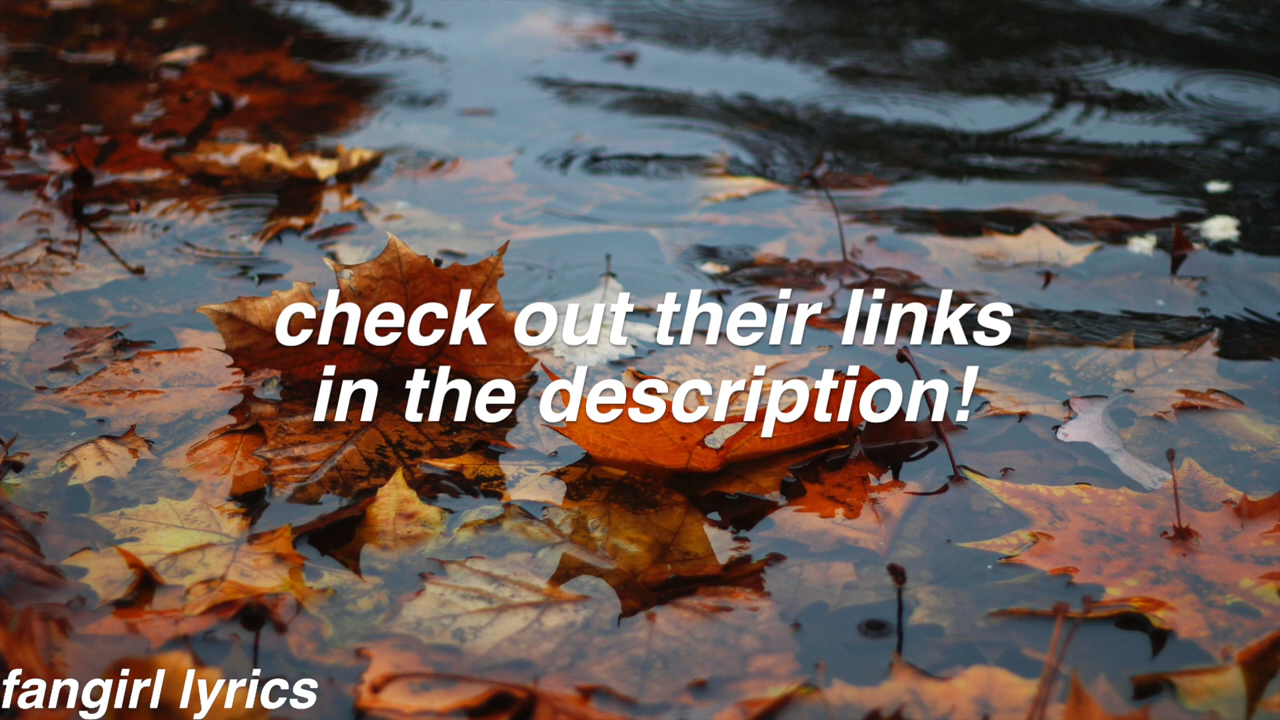 check out their links
in the description!
fangirl lyrics